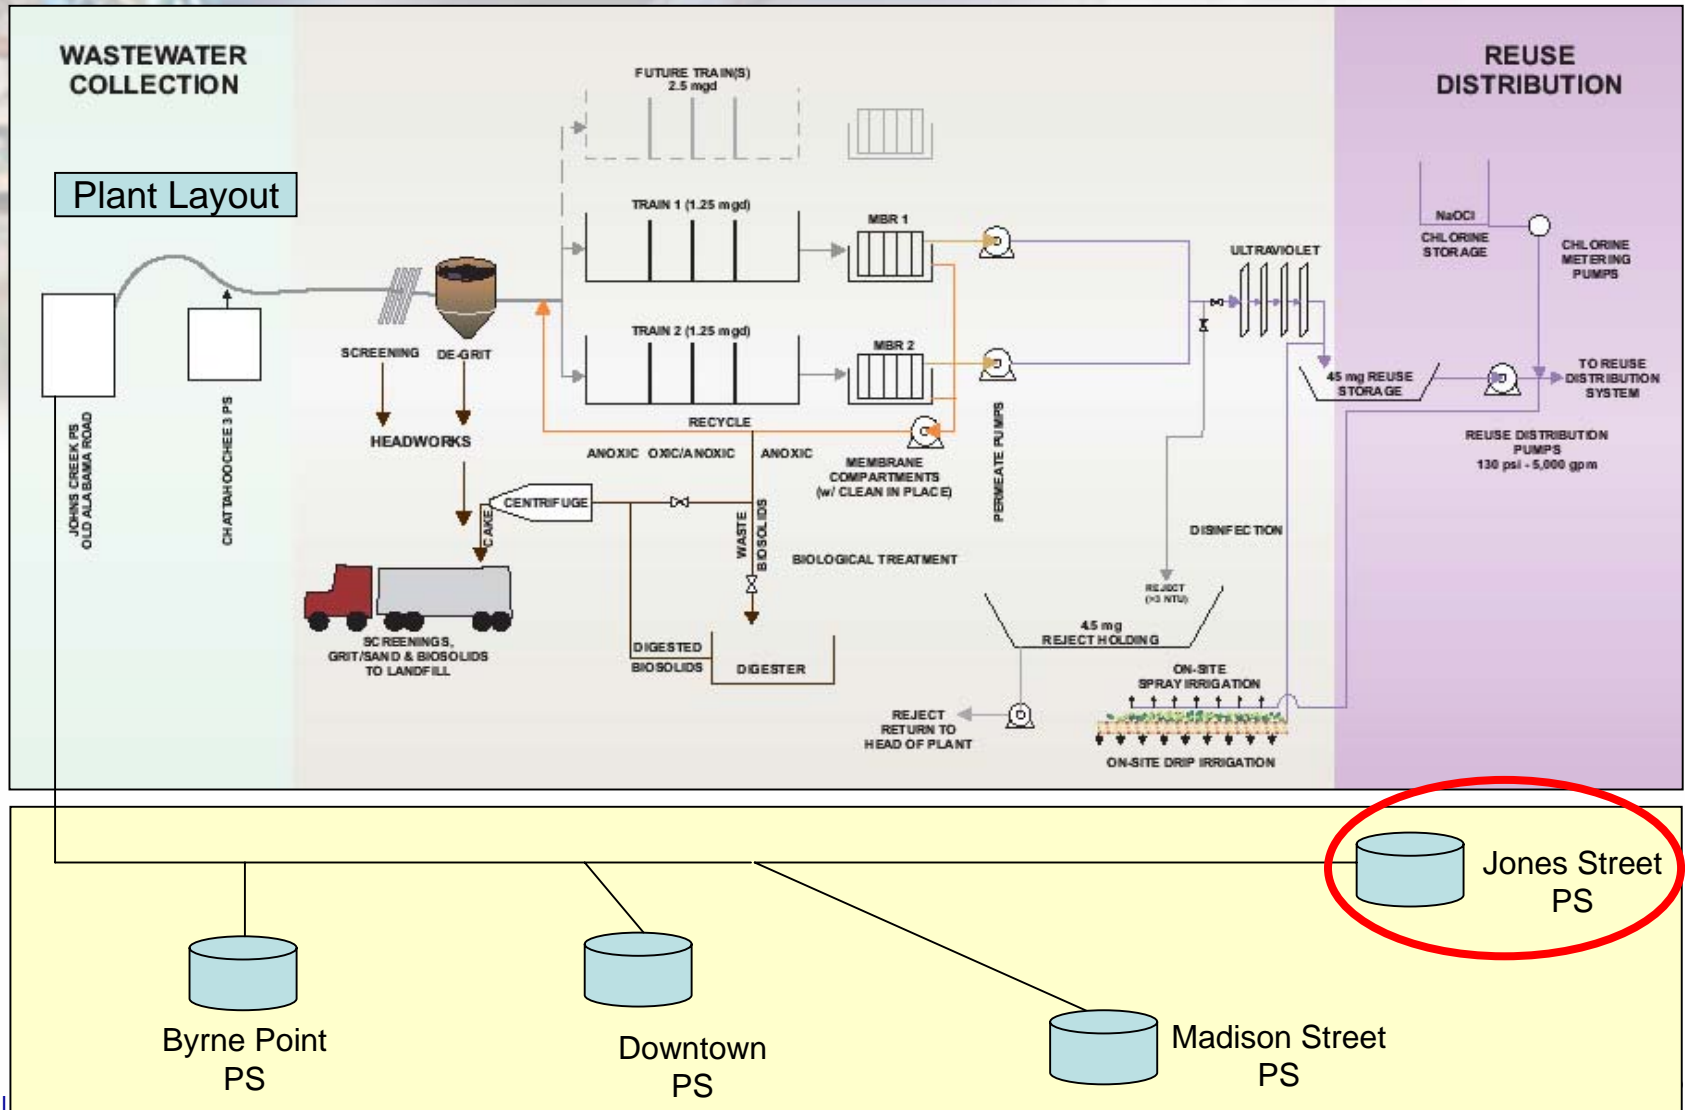 WASTEWATER
COLLECTION
REUSE
DISTRIBUTION
Plant Layout
FUTURE TRAIN(S)
2.5 mgd
TRAIN 1 (1.25 mgd)
MBR 1
TRAIN 2 (1.25 mgd)
MBR 2
ULTRAVIOLET
NaOCl
CHLORINE
STORAGE
CHLORINE
METERING
PUMPS
SCREENING
DE-GRIT
HEADWORKS
JOHNS CREEK PS
OLD ALABAMA ROAD
CHATTAHOOCHEE 3 PS
RECYCLE
ANOXIC
OXIC/ANOXIC
ANOXIC
MEMBRANE
COMPARTMENTS
(w/ CLEAN IN PLACE)
PERMEATE PUMPS
45 mg REUSE
STORAGE
TO REUSE
DISTRIBUTION
SYSTEM
REUSE DISTRIBUTION
PUMPS
130 psi - 5,000 gpm
CENTRIFUGE
CAKE
WASTE
BIOSOLIDS
BIOLOGICAL TREATMENT
DISINFECTION
REJECT
(>3 NTU)
4.5 mg
REJECT HOLDING
SCREENINGS,
GRIT/SAND & BIOSOLIDS
TO LANDFILL
DIGESTED
BIOSOLIDS
DIGESTER
ON-SITE
SPRAY IRRIGATION
REJECT
RETURN TO
HEAD OF PLANT
ON-SITE DRIP IRRIGATION
Jones Street
PS
Byrne Point
PS
Downtown
PS
Madison Street
PS